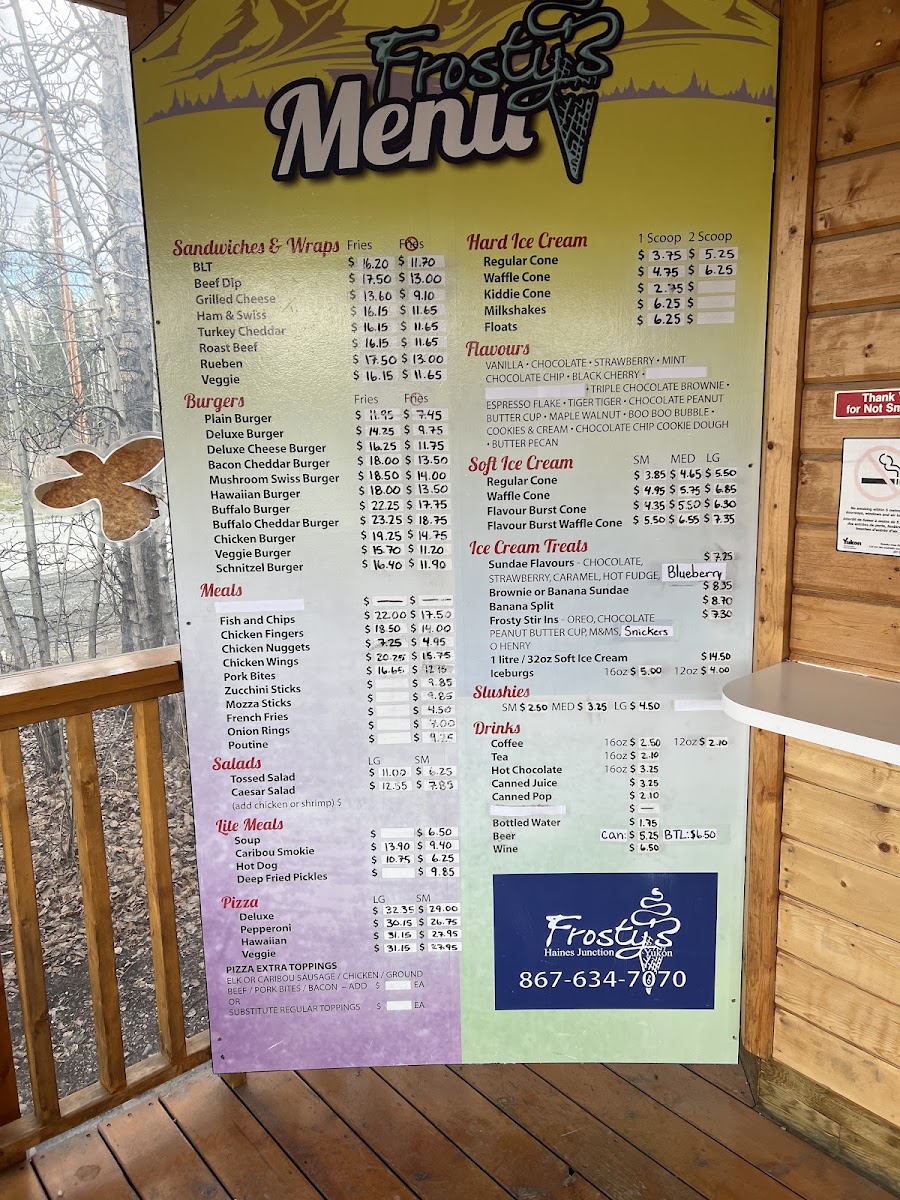 Frosty's
Menu
Sandwiches & Wraps Fries Fries
BLT $ 16.20 $ 11.70
Beef Dip $ 17.50 $ 13.00
Grilled Cheese $ 13.60 $ 9.10
Ham & Swiss $ 16.15 $ 11.65
Turkey Cheddar $ 16.15 $ 11.65
Roast Beef $ 16.15 $ 11.65
Rueben $ 17.50 $ 13.00
Veggie $ 16.15 $ 11.65
Burgers Fries Fries
Plain Burger $ 11.95 $ 7.45
Deluxe Burger $ 14.25 $ 9.75
Deluxe Cheese Burger $ 16.25 $ 11.75
Bacon Cheddar Burger $ 18.00 $ 13.50
Mushroom Swiss Burger $ 18.50 $ 14.00
Hawaiian Burger $ 18.00 $ 13.50
Buffalo Burger $ 22.25 $ 17.75
Buffalo Cheddar Burger $ 23.25 $ 18.75
Chicken Burger $ 19.25 $ 14.75
Veggie Burger $ 15.70 $ 11.20
Schnitzel Burger $ 16.40 $ 11.90
Meals
$ — $ —
Fish and Chips $ 22.00 $ 17.50
Chicken Fingers $ 18.50 $ 14.00
Chicken Nuggets $ 7.25 $ 4.95
Chicken Wings $ 20.25 $ 15.75
Pork Bites $ 16.65 $ 12.15
Zucchini Sticks $ $ 9.85
Mozza Sticks $ $ 9.85
French Fries $ $ 4.50
Onion Rings $ $ 7.00
Poutine $ $ 9.25
Salads LG SM
Tossed Salad $ 11.00 $ 6.25
Caesar Salad $ 12.55 $ 7.85
(add chicken or shrimp) $
Lite Meals
Soup $ $ 6.50
Caribou Smokie $ 13.90 $ 9.40
Hot Dog $ 10.75 $ 6.25
Deep Fried Pickles $ $ 9.85
Pizza LG SM
Deluxe $ 32.35 $ 29.00
Pepperoni $ 30.15 $ 26.75
Hawaiian $ 31.15 $ 27.95
Veggie $ 31.15 $ 27.95
PIZZA EXTRA TOPPINGS
ELK OR CARIBOU SAUSAGE / CHICKEN / GROUND
BEEF / PORK BITES / BACON – ADD $ EA
OR
SUBSTITUTE REGULAR TOPPINGS $ EA
Hard Ice Cream 1 Scoop 2 Scoop
Regular Cone $ 3.75 $ 5.25
Waffle Cone $ 4.75 $ 6.25
Kiddie Cone $ 2.75 $
Milkshakes $ 6.25 $
Floats $ 6.25 $
Flavours
VANILLA • CHOCOLATE • STRAWBERRY • MINT
CHOCOLATE CHIP • BLACK CHERRY •
• TRIPLE CHOCOLATE BROWNIE •
ESPRESSO FLAKE • TIGER TIGER • CHOCOLATE PEANUT
BUTTER CUP • MAPLE WALNUT • BOO BOO BUBBLE •
COOKIES & CREAM • CHOCOLATE CHIP COOKIE DOUGH
• BUTTER PECAN
Soft Ice Cream SM MED LG
Regular Cone $ 3.85 $ 4.65 $ 5.50
Waffle Cone $ 4.95 $ 5.75 $ 6.85
Flavour Burst Cone $ 4.35 $ 5.50 $ 6.30
Flavour Burst Waffle Cone $ 5.50 $ 6.55 $ 7.35
Ice Cream Treats
Sundae Flavours - CHOCOLATE, $ 7.25
STRAWBERRY, CARAMEL, HOT FUDGE, Blueberry
Brownie or Banana Sundae $ 8.35
Banana Split $ 8.70
Frosty Stir Ins – OREO, CHOCOLATE $ 7.30
PEANUT BUTTER CUP, M&MS, Snickers
O HENRY
1 litre / 32oz Soft Ice Cream $ 14.50
Iceburgs 16oz $ 5.00 12oz $ 4.00
Slushies
SM $ 2.50 MED $ 3.25 LG $ 4.50
Drinks
Coffee 16oz $ 2.50 12oz $ 2.10
Tea 16oz $ 2.10
Hot Chocolate 16oz $ 3.25
Canned Juice $ 3.25
Canned Pop $ 2.10
$ —
Bottled Water $ 1.75
Beer Can: $ 5.25 BTL: $6.50
Wine $ 6.50
Frosty's
Haines Junction Yukon
867-634-7070
Thank
for Not Sm
Yukon